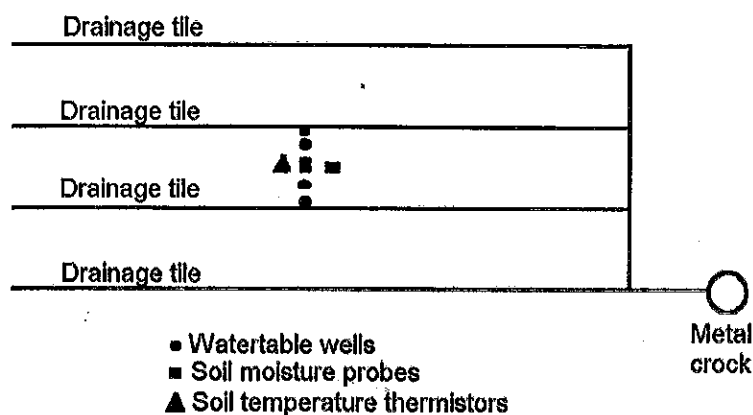 Drainage tile
Drainage tile
Drainage tile
Drainage tile
Metal
crock
Watertable wells
Soil moisture probes
Soil temperature thermistors